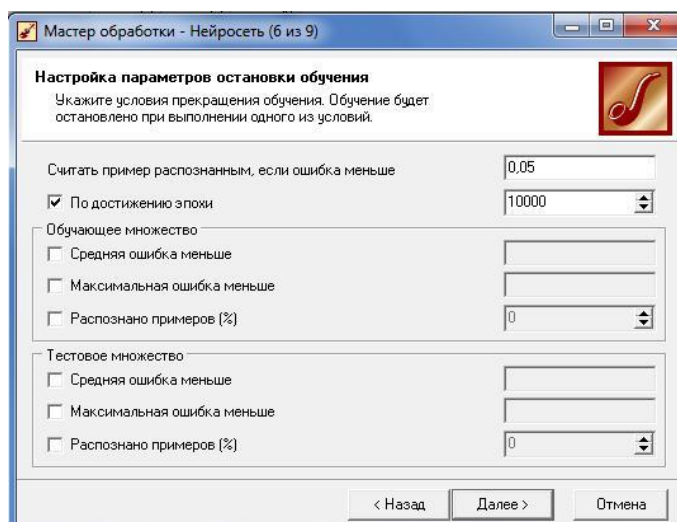 Мастер обработки - Нейросеть (6 из 9)
Настройка параметров остановки обучения
Укажите условия прекращения обучения. Обучение будет
остановлено при выполнении одного из условий.
Считать пример распознанным, если ошибка меньше 0,05
По достижению эпохи 10000
Обучающее множество
Средняя ошибка меньше
Максимальная ошибка меньше
Распознано примеров (%) 0
Тестовое множество
Средняя ошибка меньше
Максимальная ошибка меньше
Распознано примеров (%) 0
< Назад Далее > Отмена